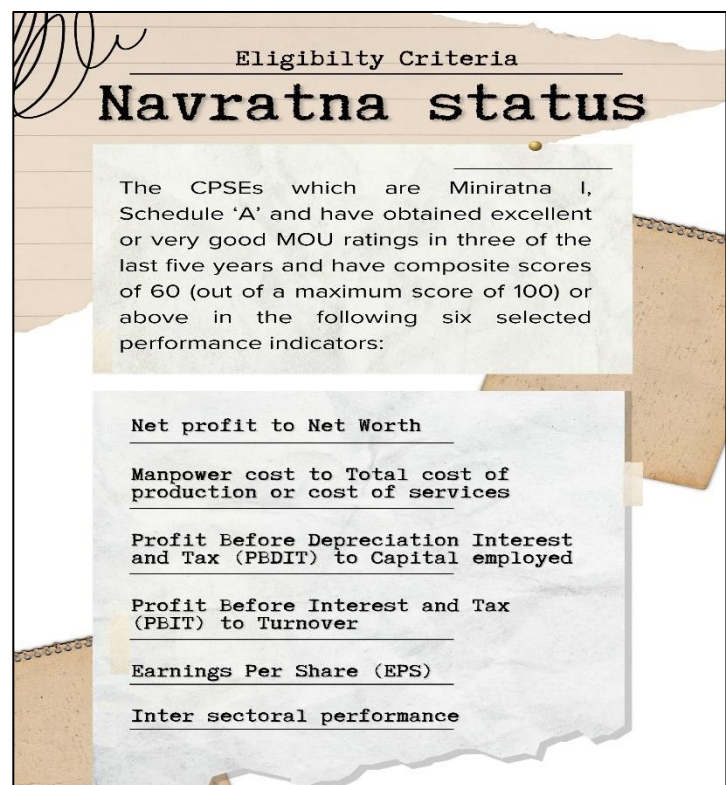 Eligibilty Criteria
Navratna status
The CPSEs which are Miniratna I,
Schedule ‘A’ and have obtained excellent
or very good MOU ratings in three of the
last five years and have composite scores
of 60 (out of a maximum score of 100) or
above in the following six selected
performance indicators:
Net profit to Net Worth
Manpower cost to Total cost of
production or cost of services
Profit Before Depreciation Interest
and Tax (PBDIT) to Capital employed
Profit Before Interest and Tax
(PBIT) to Turnover
Earnings Per Share (EPS)
Inter sectoral performance